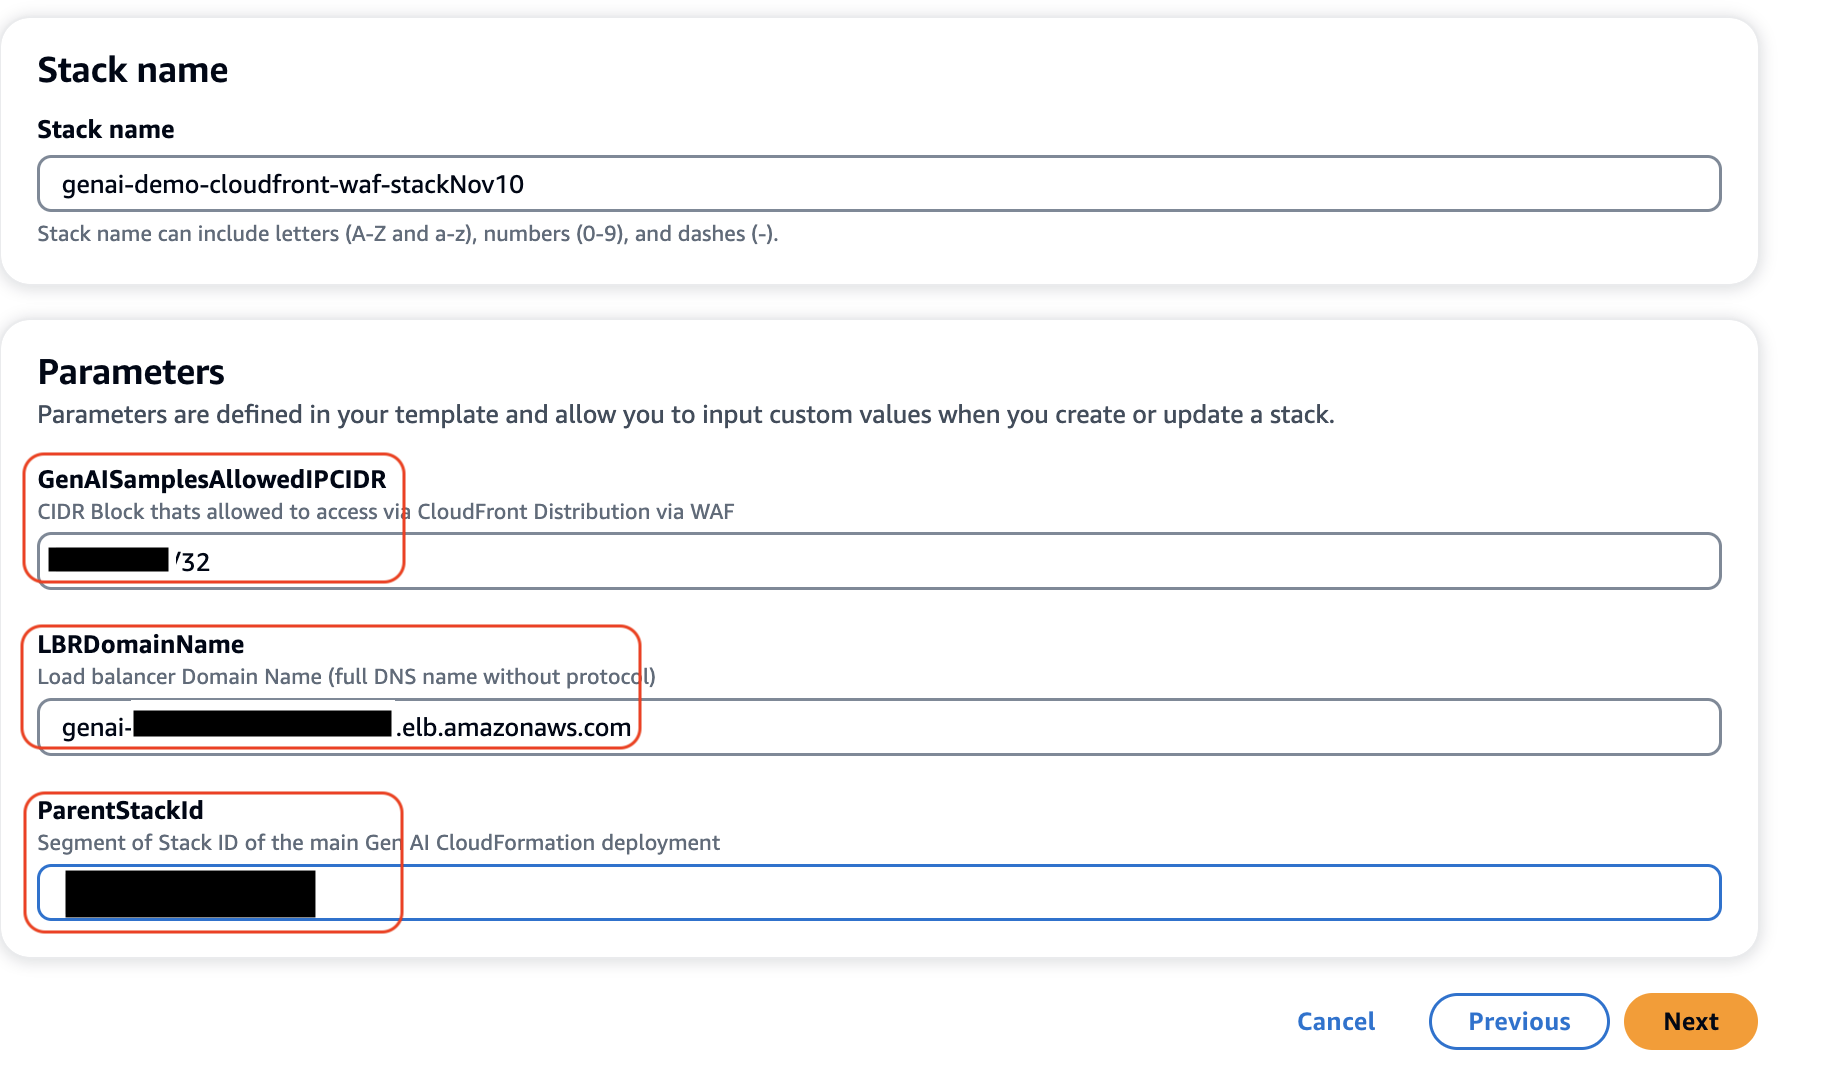 Stack name
Stack name
genai-demo-cloudfront-waf-stackNov10
Stack name can include letters (A-Z and a-z), numbers (0-9), and dashes (-).
Parameters
Parameters are defined in your template and allow you to input custom values when you create or update a stack.
GenAISamplesAllowedIPCIDR
CIDR Block thats allowed to access via CloudFront Distribution via WAF
/32
LBRDomainName
Load balancer Domain Name (full DNS name without protocol)
genai- .elb.amazonaws.com
ParentStackId
Segment of Stack ID of the main Gen AI CloudFormation deployment
Cancel Previous Next